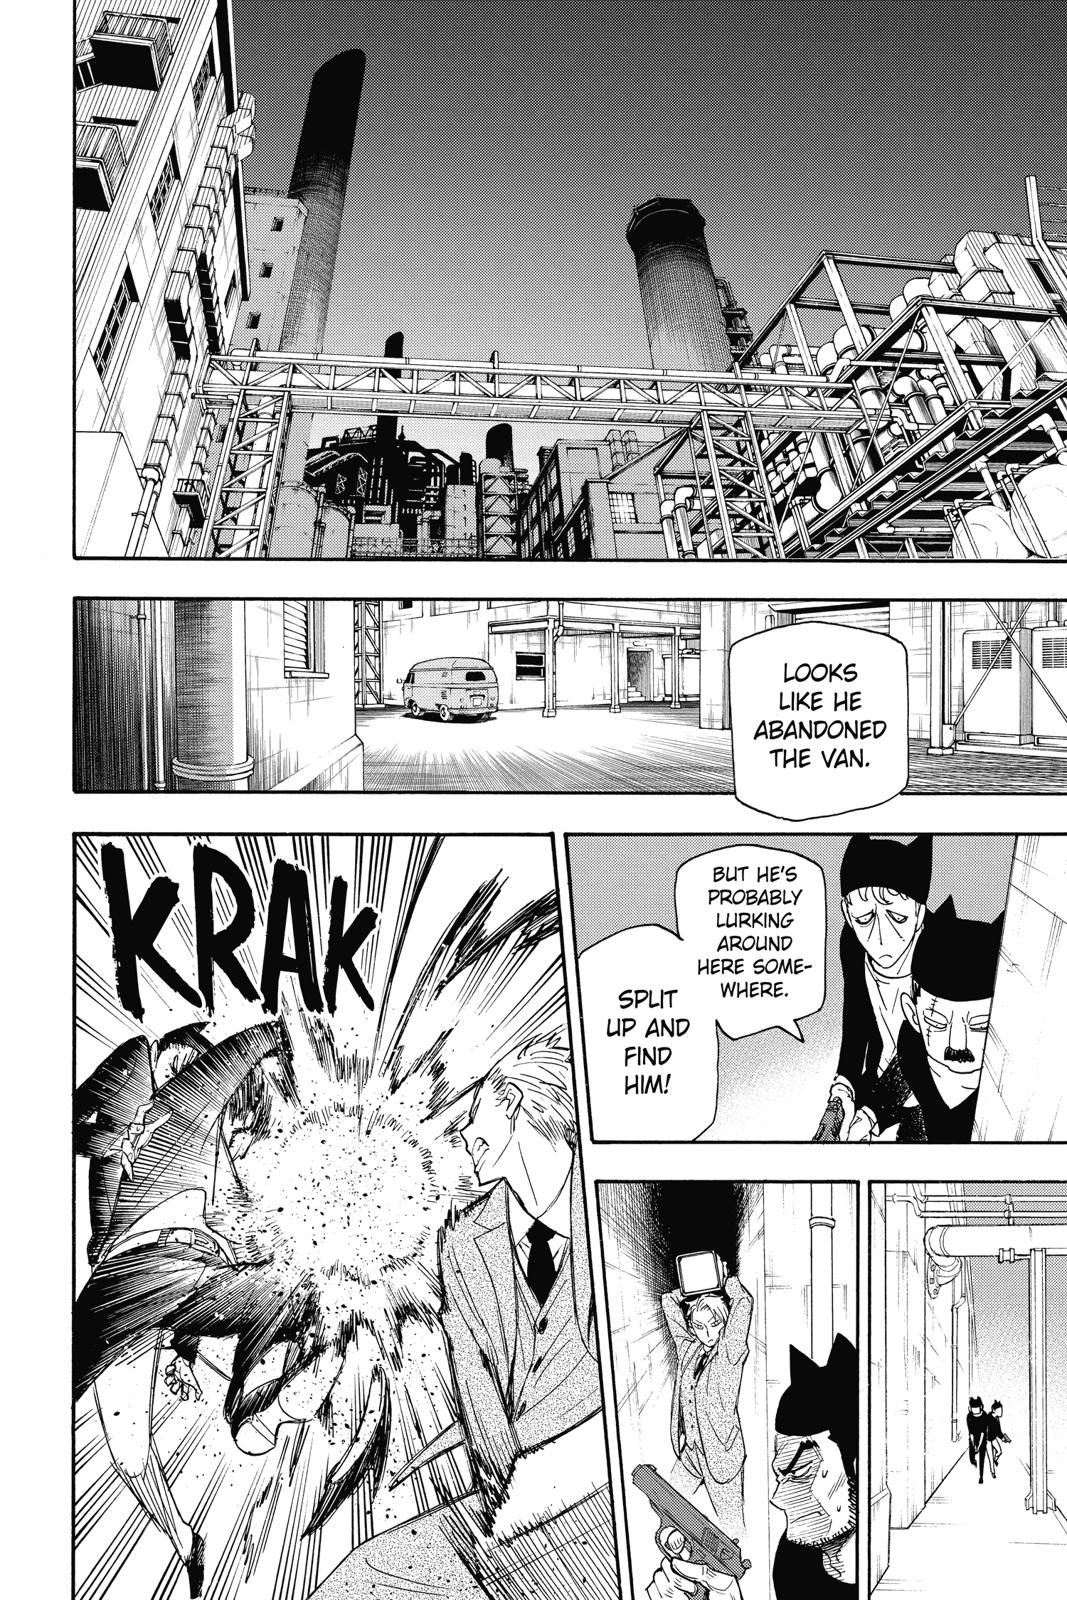 LOOKS
LIKE HE
ABANDONED
THE VAN.
BUT HE'S
PROBABLY
LURKING
AROUND
HERE SOME-
WHERE.
SPLIT
UP AND
FIND
HIM!
KRAK